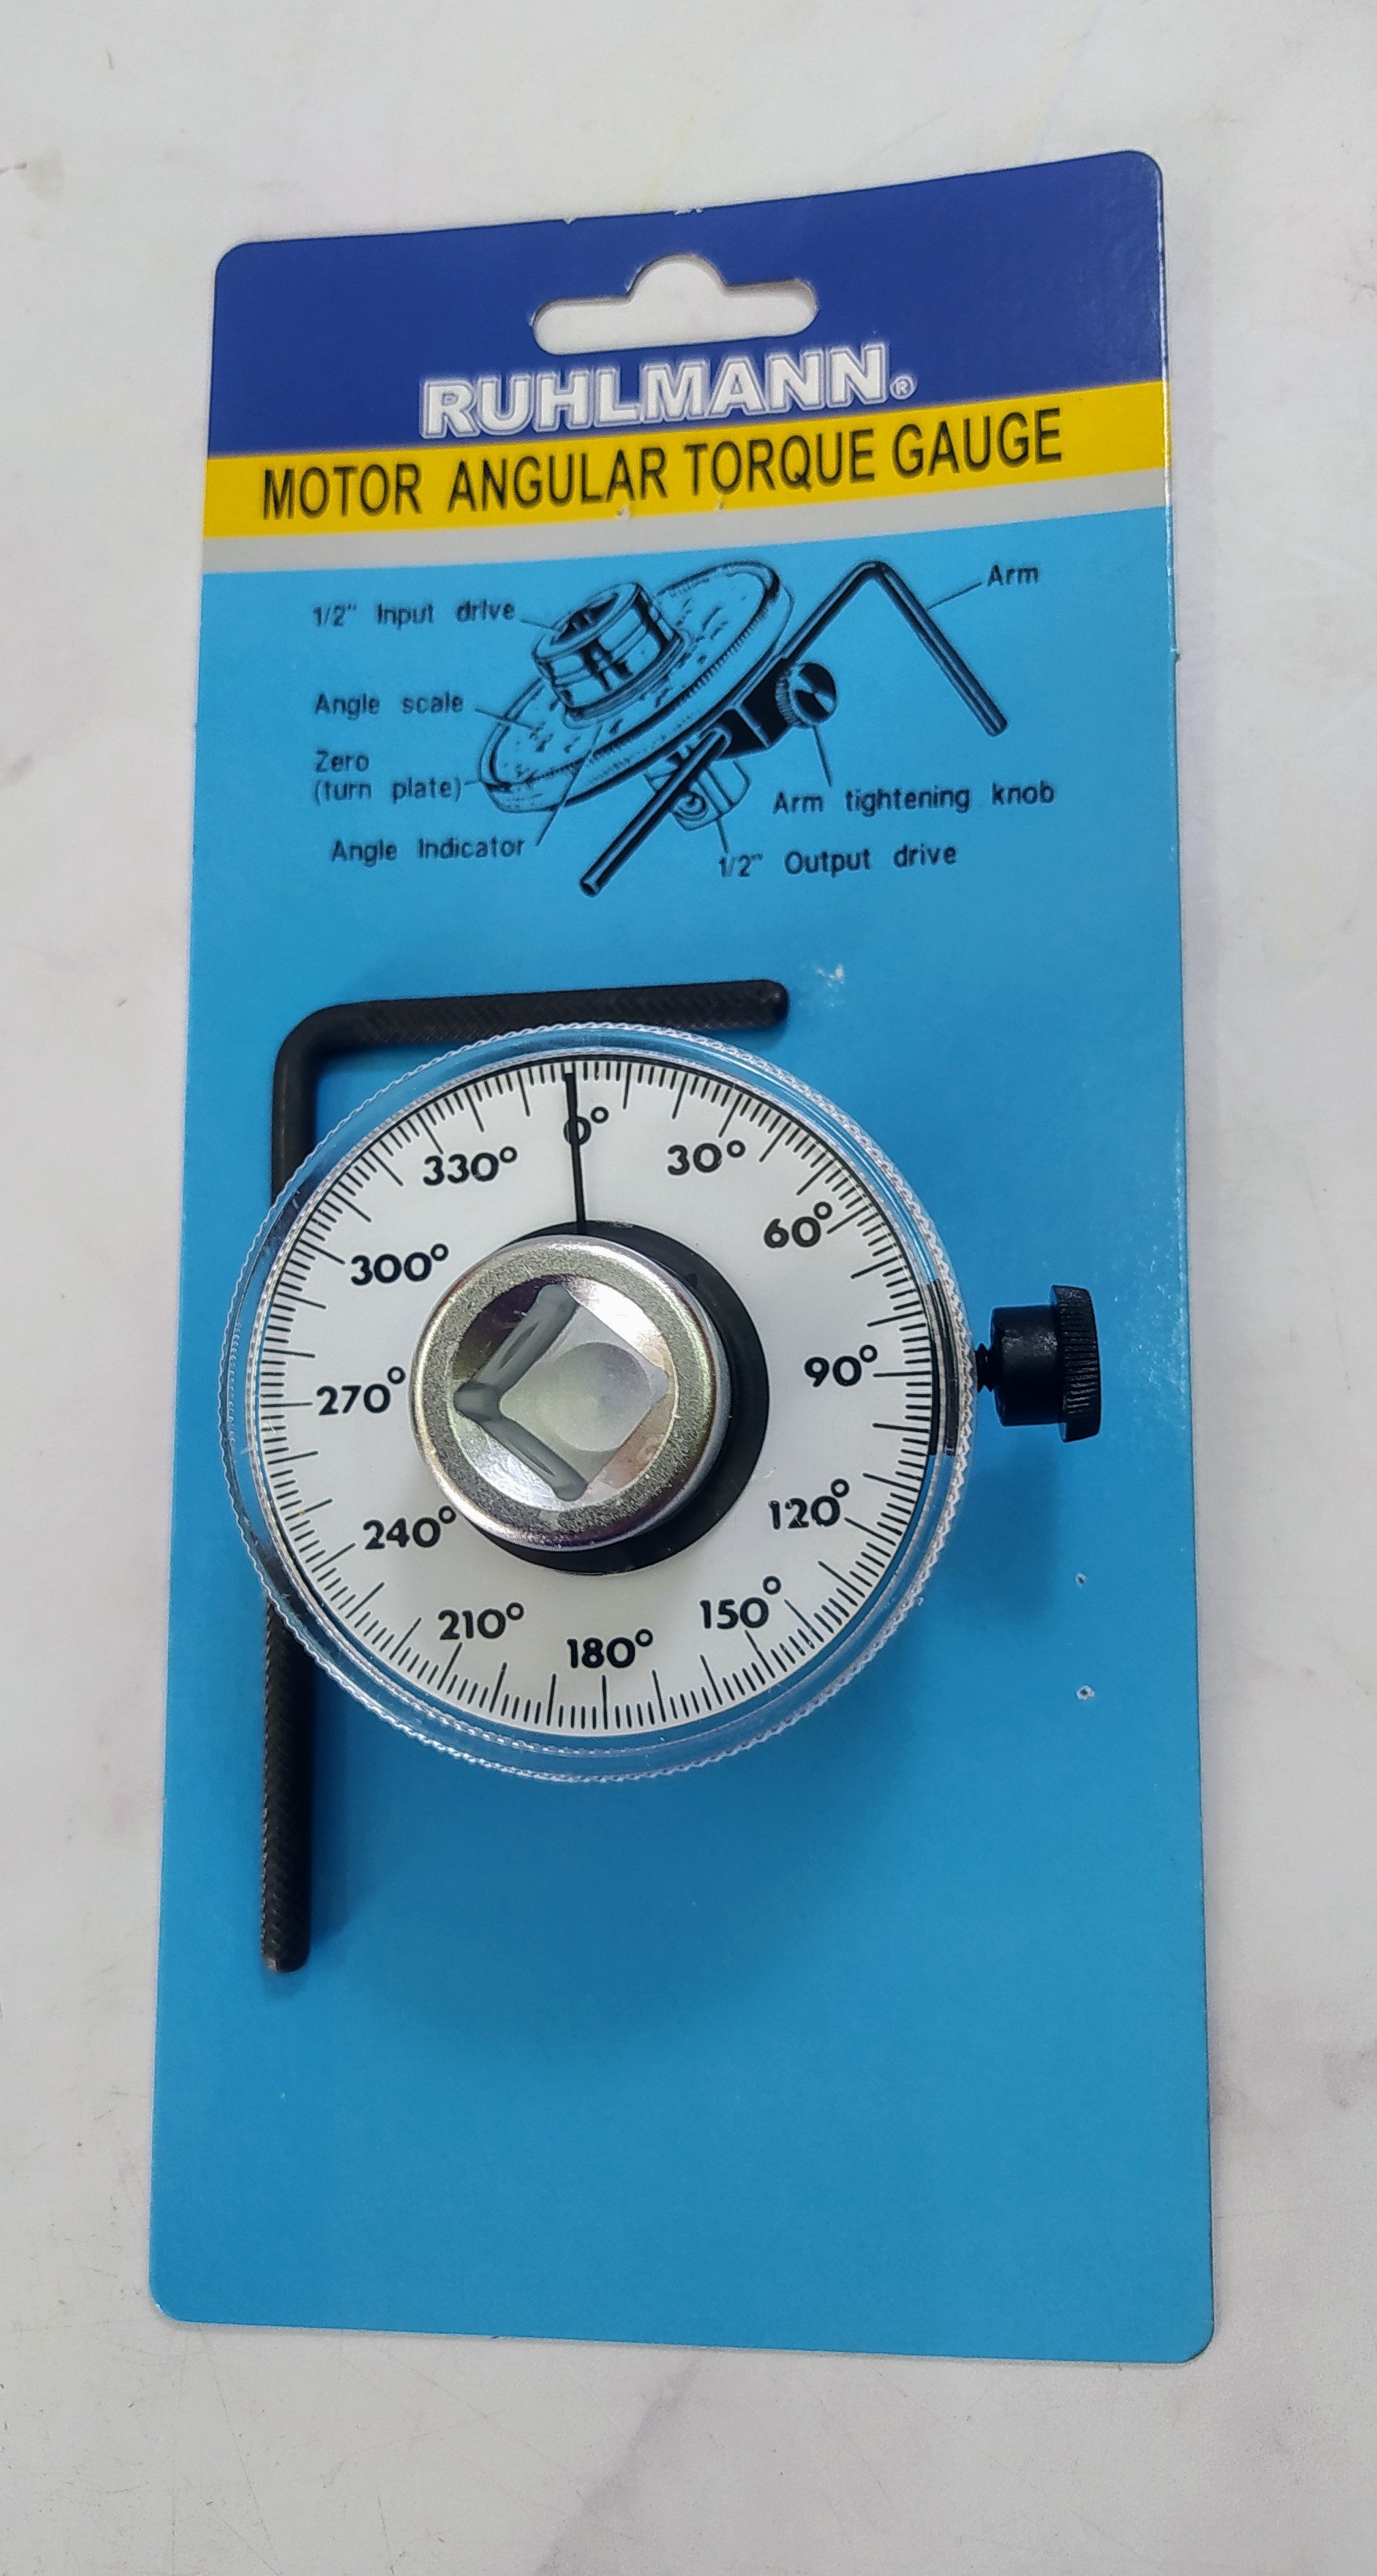 RUHLMANN®
MOTOR ANGULAR TORQUE GAUGE
Arm
1/2" Input drive
Angle scale
Zero
(turn plate)
Arm tightening knob
Angle Indicator
1/2" Output drive
0°
30°
60°
90°
120°
150°
180°
210°
240°
270°
300°
330°